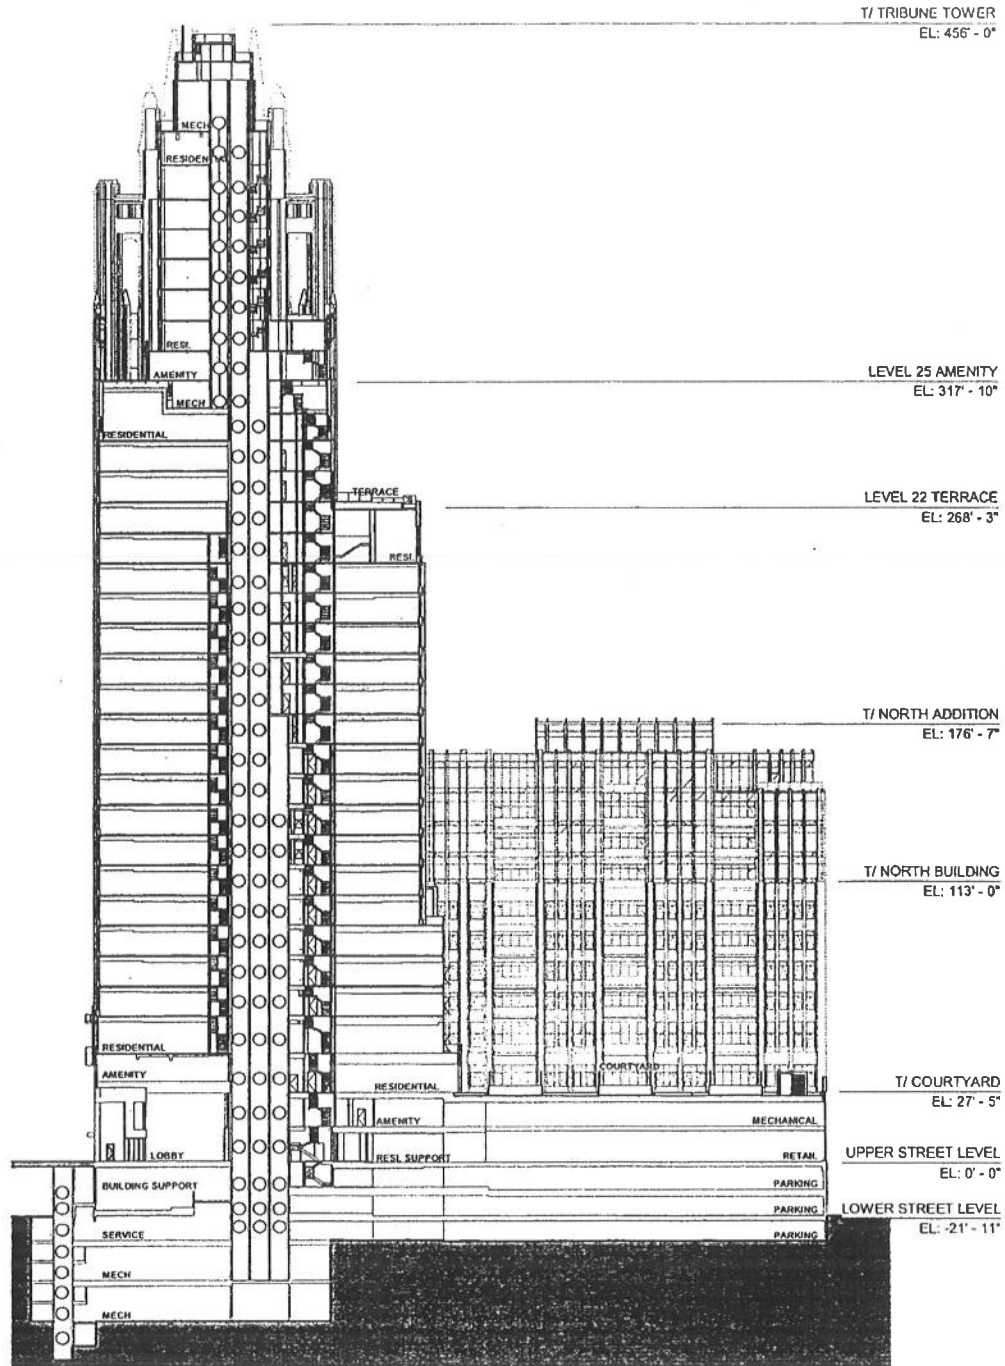 T/ TRIBUNE TOWER
EL: 456' - 0"
MECH
RESIDENTIAL
RESI.
AMENITY
LEVEL 25 AMENITY
EL: 317' - 10"
MECH
RESIDENTIAL
TERRACE
LEVEL 22 TERRACE
EL: 268' - 3"
RESI.
T/ NORTH ADDITION
EL: 176' - 7"
T/ NORTH BUILDING
EL: 113' - 0"
RESIDENTIAL
COURTYARD
AMENITY
RESIDENTIAL
T/ COURTYARD
EL: 27' - 5"
AMENITY
MECHANICAL
LOBBY
RESI. SUPPORT
RETAIL
UPPER STREET LEVEL
EL: 0' - 0"
BUILDING SUPPORT
PARKING
PARKING
LOWER STREET LEVEL
EL: -21' - 11"
SERVICE
PARKING
MECH
MECH